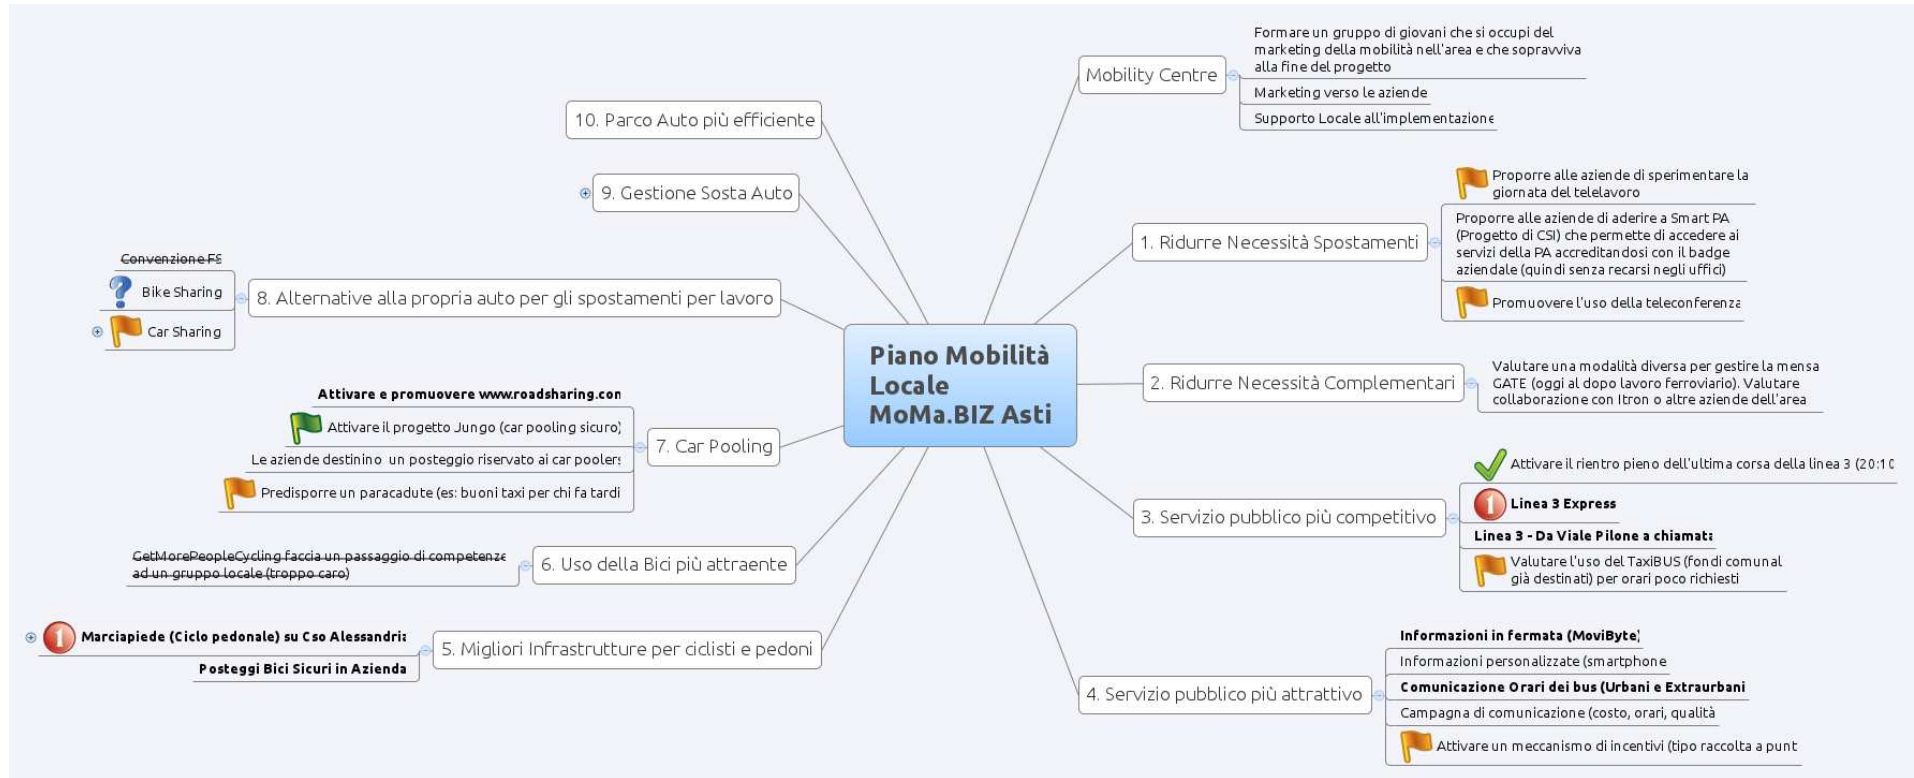 Piano Mobilità
Locale
MoMa.BIZ Asti
Mobility Centre
Formare un gruppo di giovani che si occupi del
marketing della mobilità nell'area e che sopravviva
alla fine del progetto
Marketing verso le aziende
Supporto Locale all'implementazione
1. Ridurre Necessità Spostamenti
Proporre alle aziende di sperimentare la
giornata del telelavoro
Proporre alle aziende di aderire a Smart PA
(Progetto di CSI) che permette di accedere ai
servizi della PA accreditandosi con il badge
aziendale (quindi senza recarsi negli uffici)
Promuovere l'uso della teleconferenza
2. Ridurre Necessità Complementari
Valutare una modalità diversa per gestire la mensa
GATE (oggi al dopo lavoro ferroviario). Valutare
collaborazione con Itron o altre aziende dell'area
3. Servizio pubblico più competitivo
Attivare il rientro pieno dell'ultima corsa della linea 3 (20:10
1
Linea 3 Express
Linea 3 - Da Viale Pilone a chiamata
Valutare l'uso del TaxiBUS (fondi comunal
già destinati) per orari poco richiesti
4. Servizio pubblico più attrattivo
Informazioni in fermata (MoviByte)
Informazioni personalizzate (smartphone
Comunicazione Orari dei bus (Urbani e Extraurbani
Campagna di comunicazione (costo, orari, qualità
Attivare un meccanismo di incentivi (tipo raccolta a punt
10. Parco Auto più efficiente
9. Gestione Sosta Auto
8. Alternative alla propria auto per gli spostamenti per lavoro
Convenzione FS
Bike Sharing
Car Sharing
7. Car Pooling
Attivare e promuovere www.roadsharing.com
Attivare il progetto Jungo (car pooling sicuro)
Le aziende destinino un posteggio riservato ai car poolers
Predisporre un paracadute (es: buoni taxi per chi fa tardi
6. Uso della Bici più attraente
GetMorePeopleCycling faccia un passaggio di competenze
ad un gruppo locale (troppo caro)
5. Migliori Infrastrutture per ciclisti e pedoni
1
Marciapiede (Ciclo pedonale) su Cso Alessandria
Posteggi Bici Sicuri in Azienda